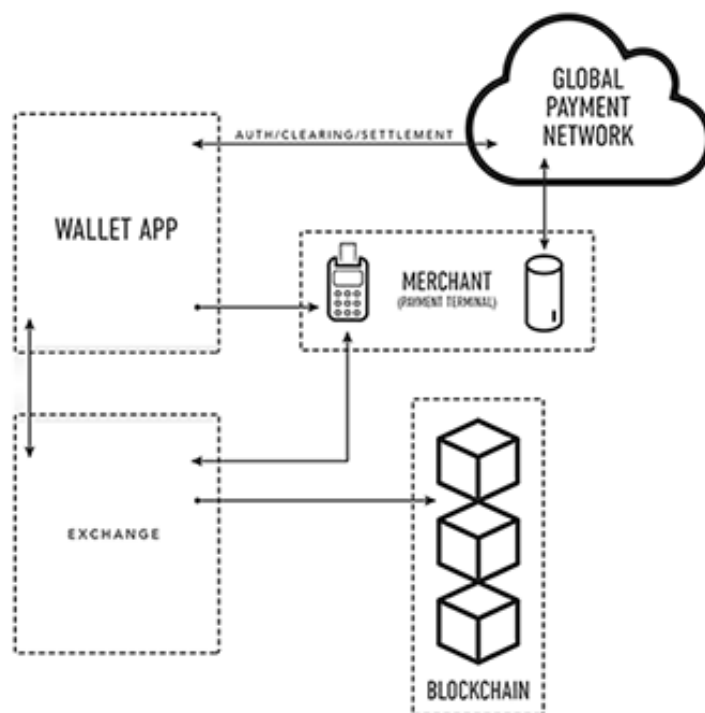 GLOBAL
PAYMENT
NETWORK
AUTH/CLEARING/SETTLEMENT
WALLET APP
MERCHANT
(PAYMENT TERMINAL)
EXCHANGE
BLOCKCHAIN